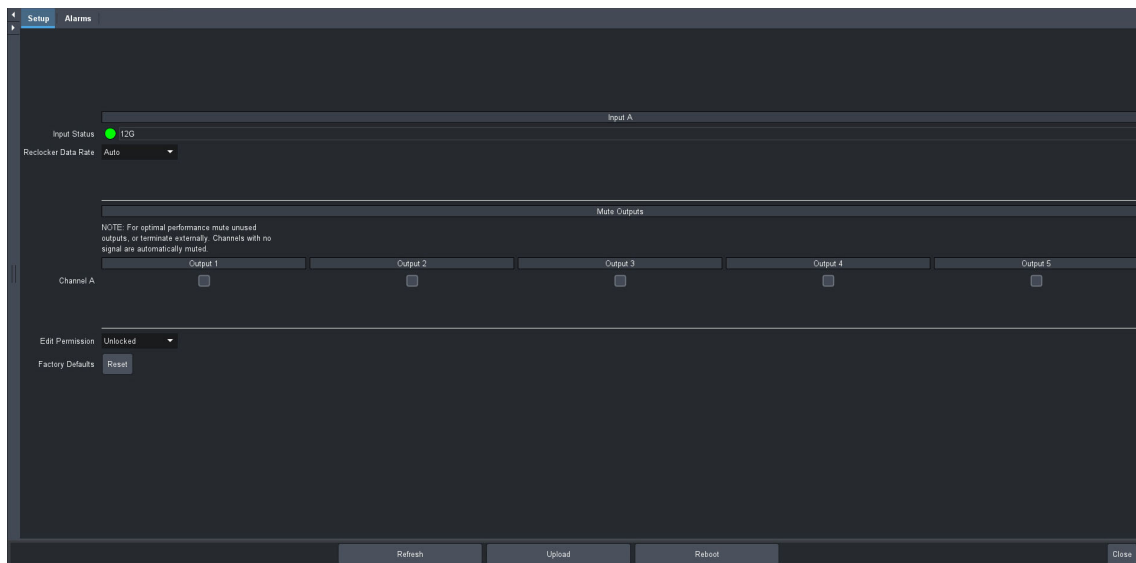 Setup Alarms
Input A
Input Status 12G
Reclocker Data Rate Auto
Mute Outputs
NOTE: For optimal performance mute unused
outputs, or terminate externally. Channels with no
signal are automatically muted.
Output 1 Output 2 Output 3 Output 4 Output 5
Channel A
Edit Permission Unlocked
Factory Defaults Reset
Refresh Upload Reboot Close